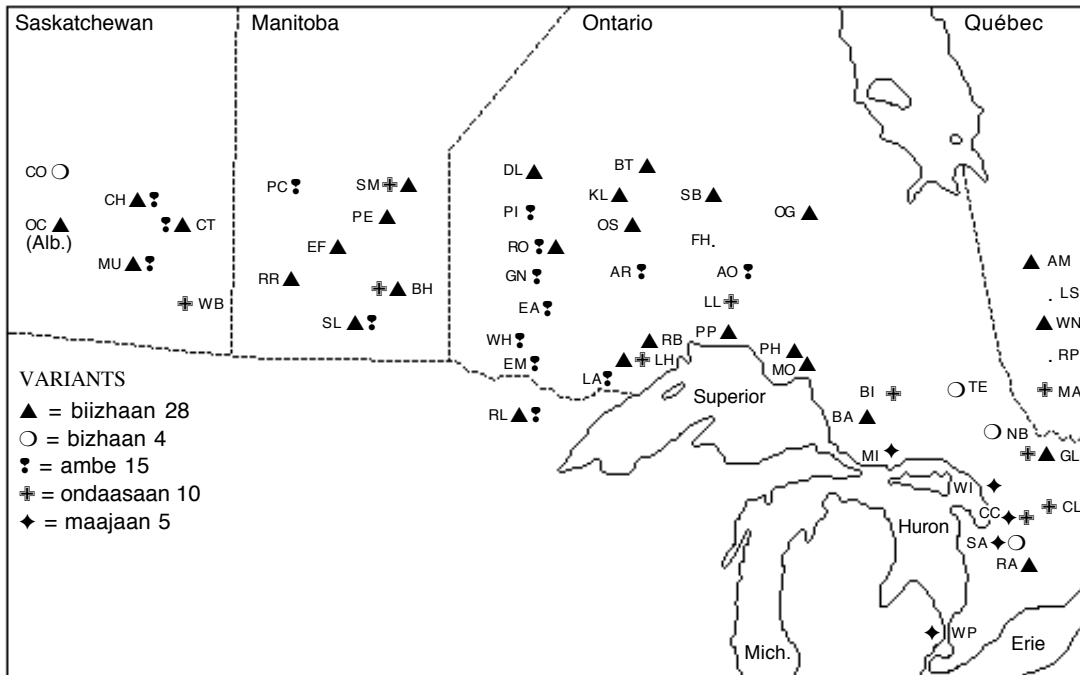 Saskatchewan Manitoba Ontario Québec
CO
CH
OC CT
(Alb.)
MU
WB
PC SM
PE
EF
RR BH
SL
DL BT
KL SB
PI OG
OS
RO FH
GN AR AO
LL
EA
WH RB PP
EM LH PH
LA MO
RL
AM
LS
WN
RP
MA
BI TE
BA NB
MI GL
WI
CC CL
SA
RA
WP
Superior
Huron
Mich.
Erie
VARIANTS
= biizhaan 28
= bizhaan 4
= ambe 15
= ondaasaan 10
= maajaan 5